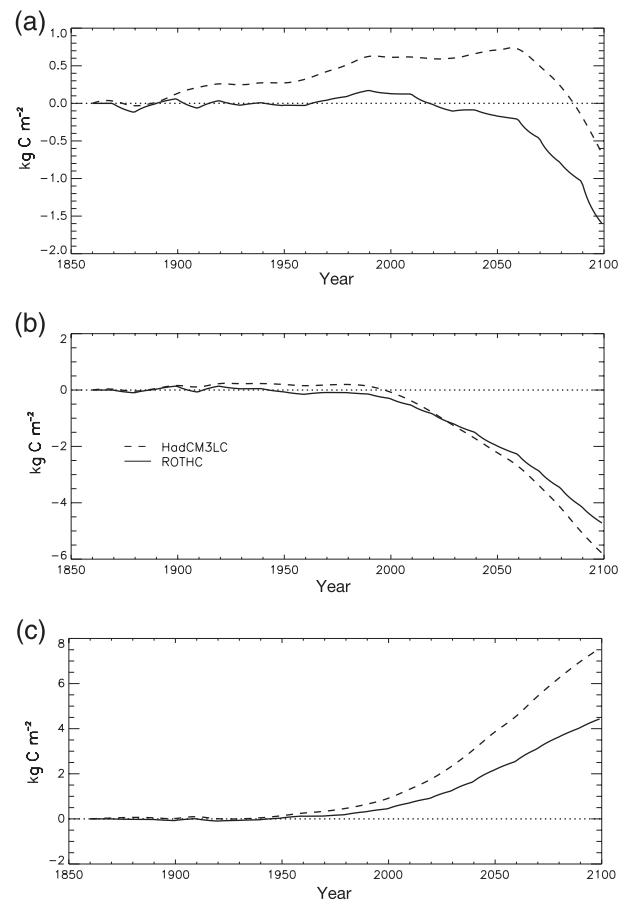 (a)
1.0
0.5
0.0
−0.5
−1.0
−1.5
−2.0
kg C m⁻²
1850 1900 1950 2000 2050 2100
Year
(b)
2
0
−2
−4
−6
kg C m⁻²
HadCM3LC
ROTHC
1850 1900 1950 2000 2050 2100
Year
(c)
8
6
4
2
0
−2
kg C m⁻²
1850 1900 1950 2000 2050 2100
Year